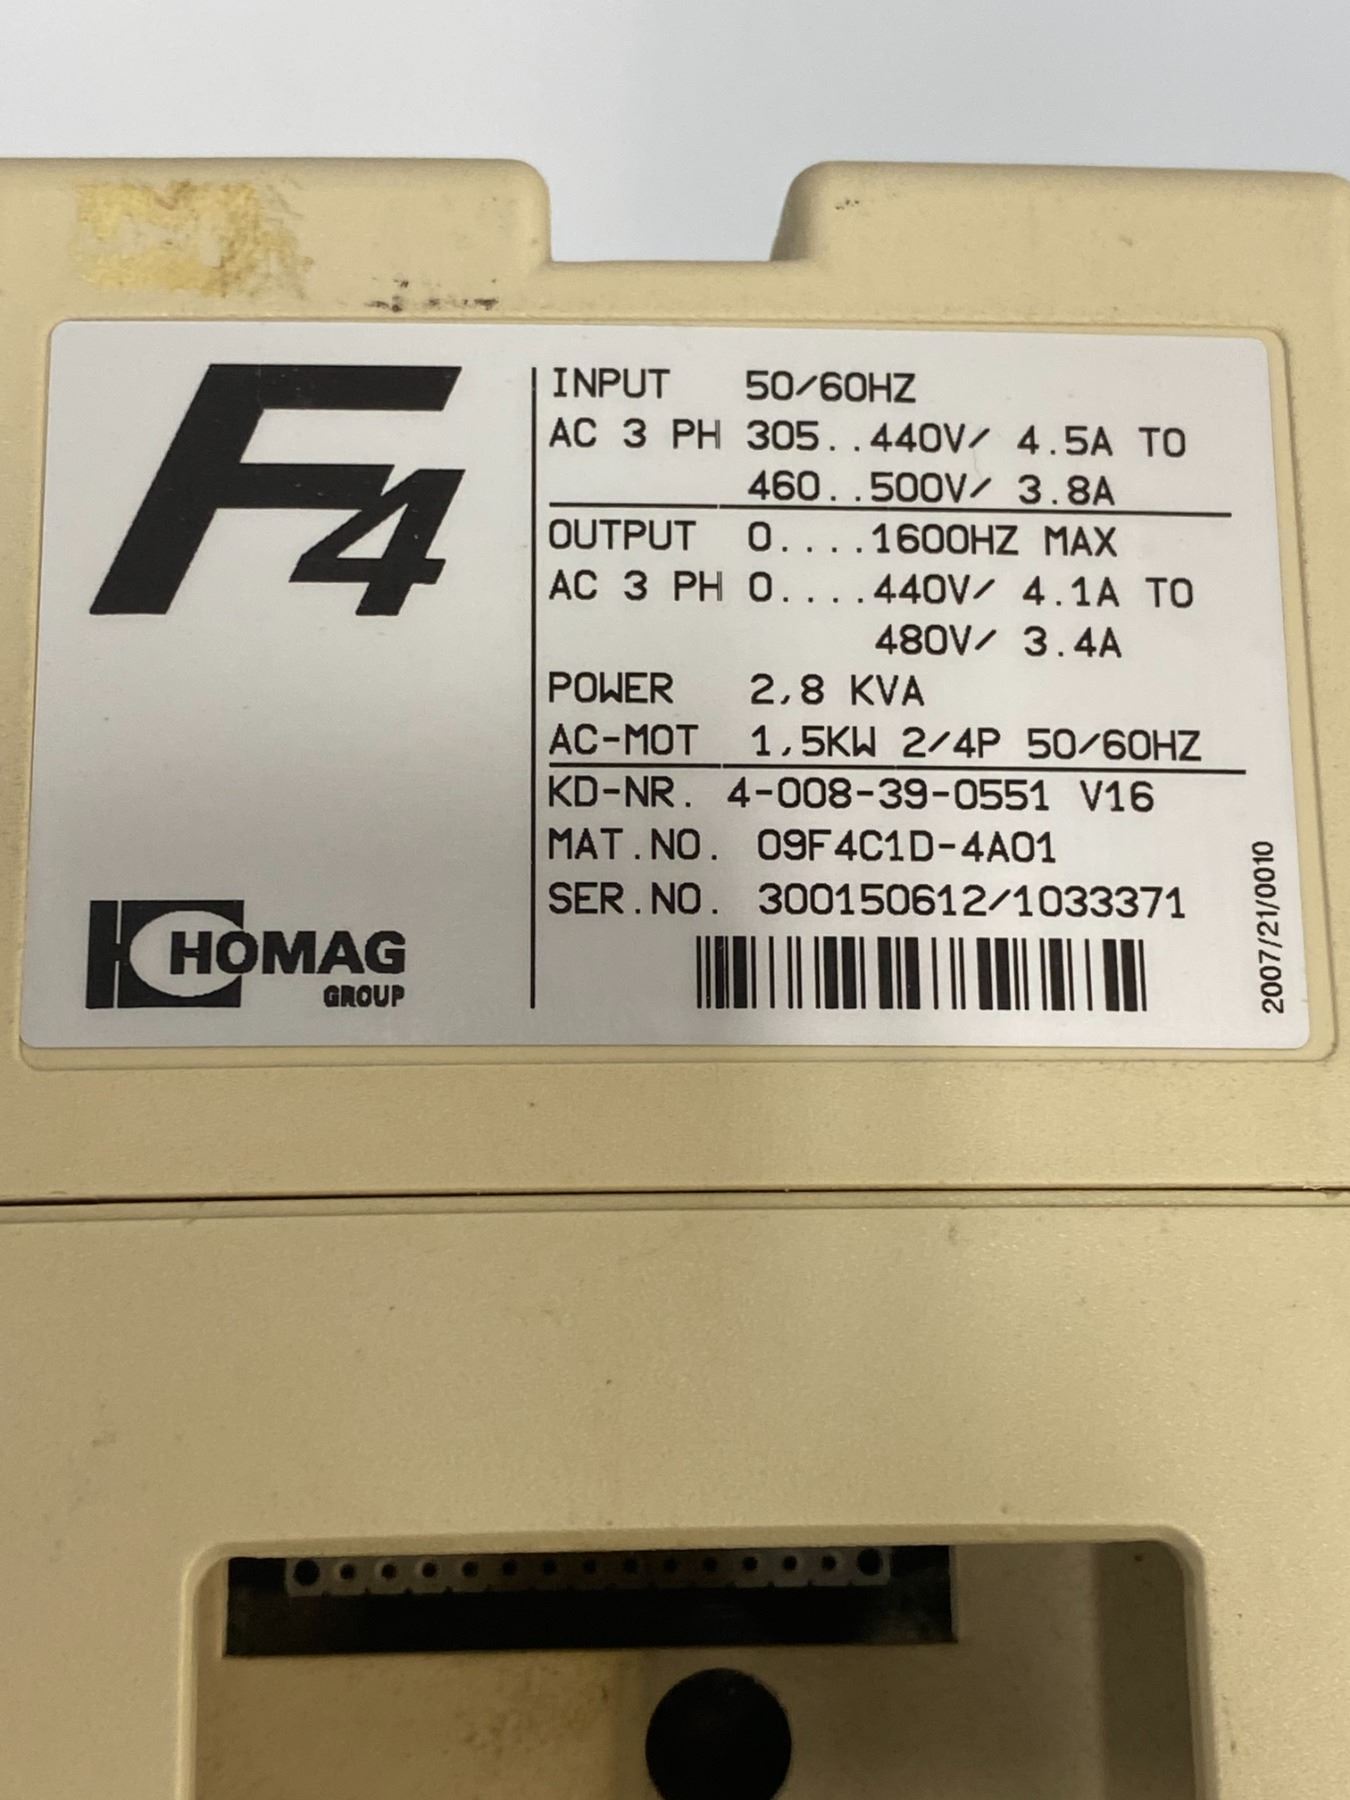 F4
INPUT 50/60HZ
AC 3 PH 305..440V/ 4.5A TO
460..500V/ 3.8A
OUTPUT 0....1600HZ MAX
AC 3 PH 0....440V/ 4.1A TO
480V/ 3.4A
POWER 2,8 KVA
AC-MOT 1,5KW 2/4P 50/60HZ
KD-NR. 4-008-39-0551 V16
MAT.NO. 09F4C1D-4A01
SER.NO. 300150612/1033371
HOMAG
GROUP
2007/21/0010